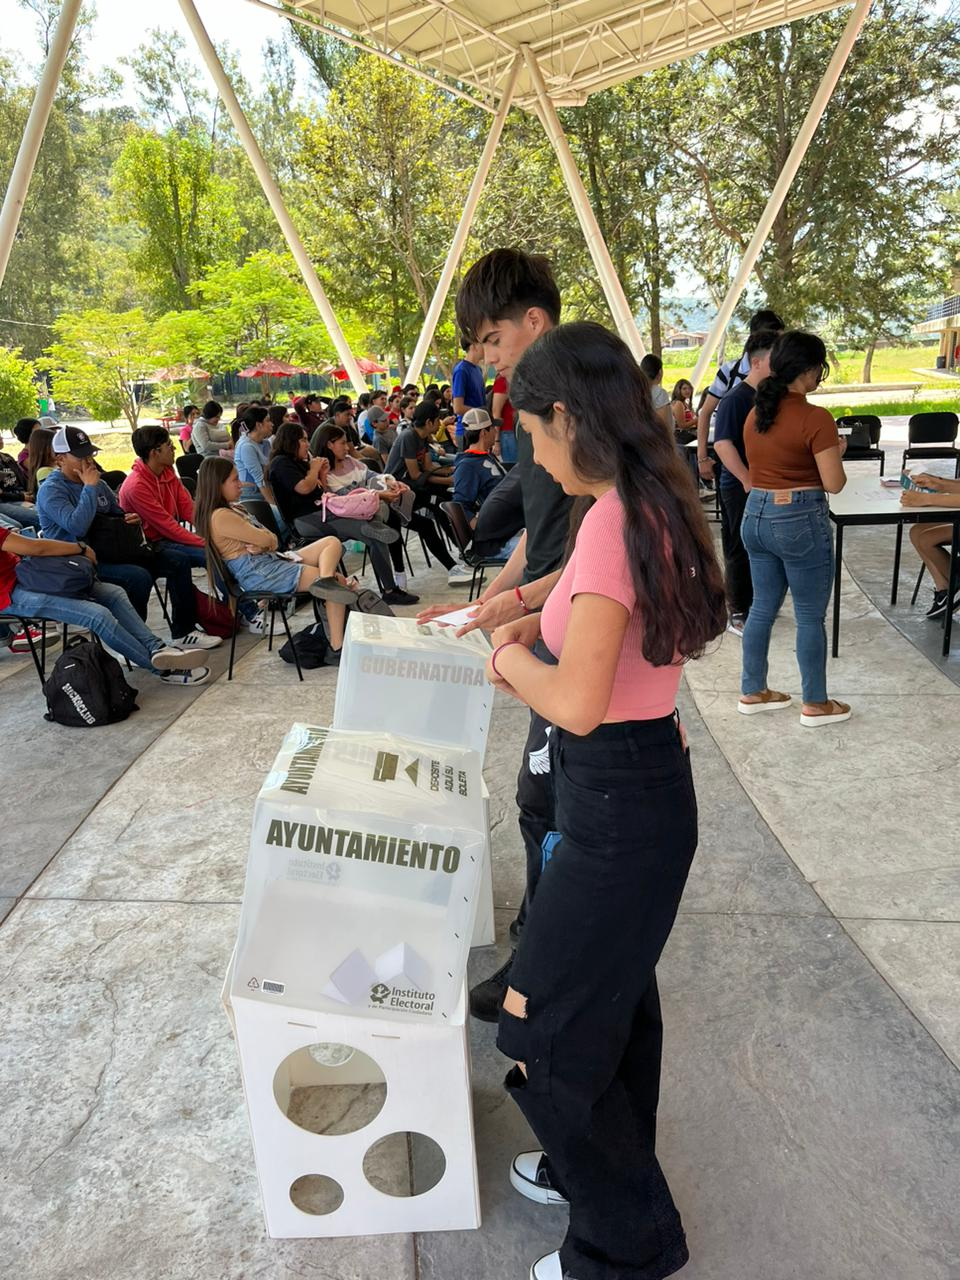 GUBERNATURA
AYUNTAMIENTO
DEPOSITE
AQUÍ SU
BOLETA
AYUNTAMIENTO
Instituto
Electoral
Instituto
Electoral
y de Participación Ciudadana